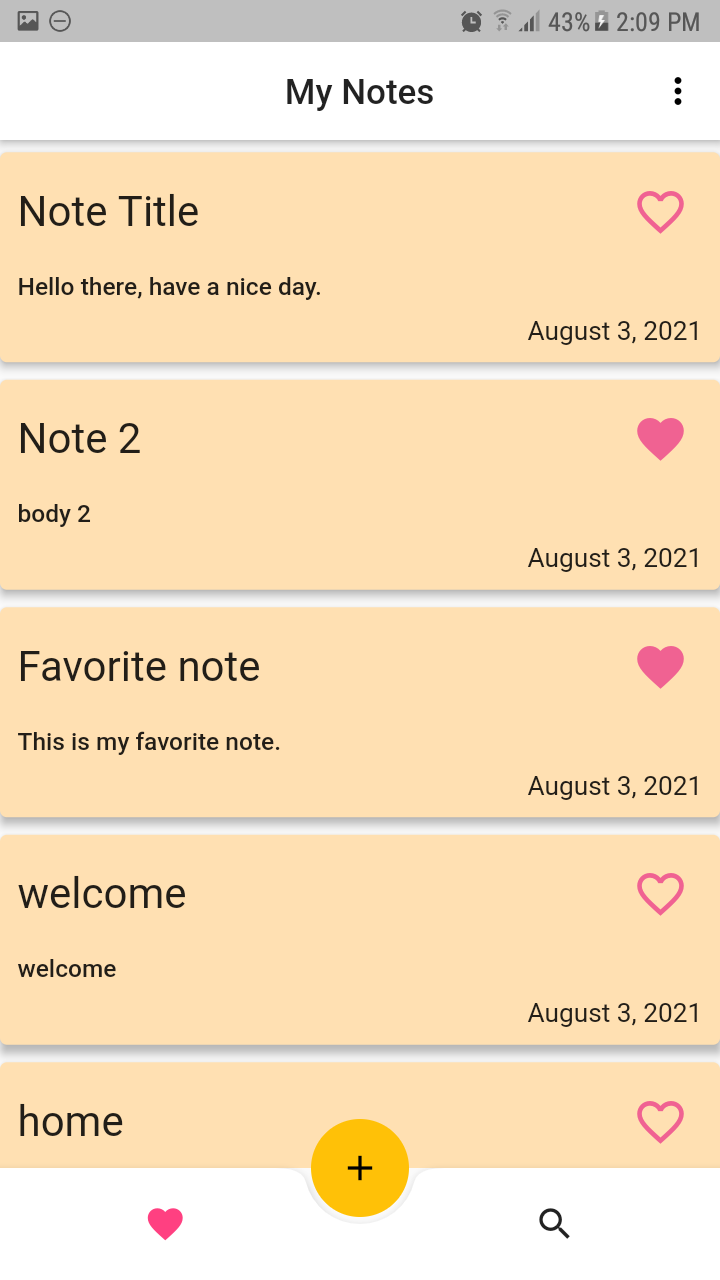 43% 2:09 PM
My Notes
Note Title
Hello there, have a nice day.
August 3, 2021
Note 2
body 2
August 3, 2021
Favorite note
This is my favorite note.
August 3, 2021
welcome
welcome
August 3, 2021
home